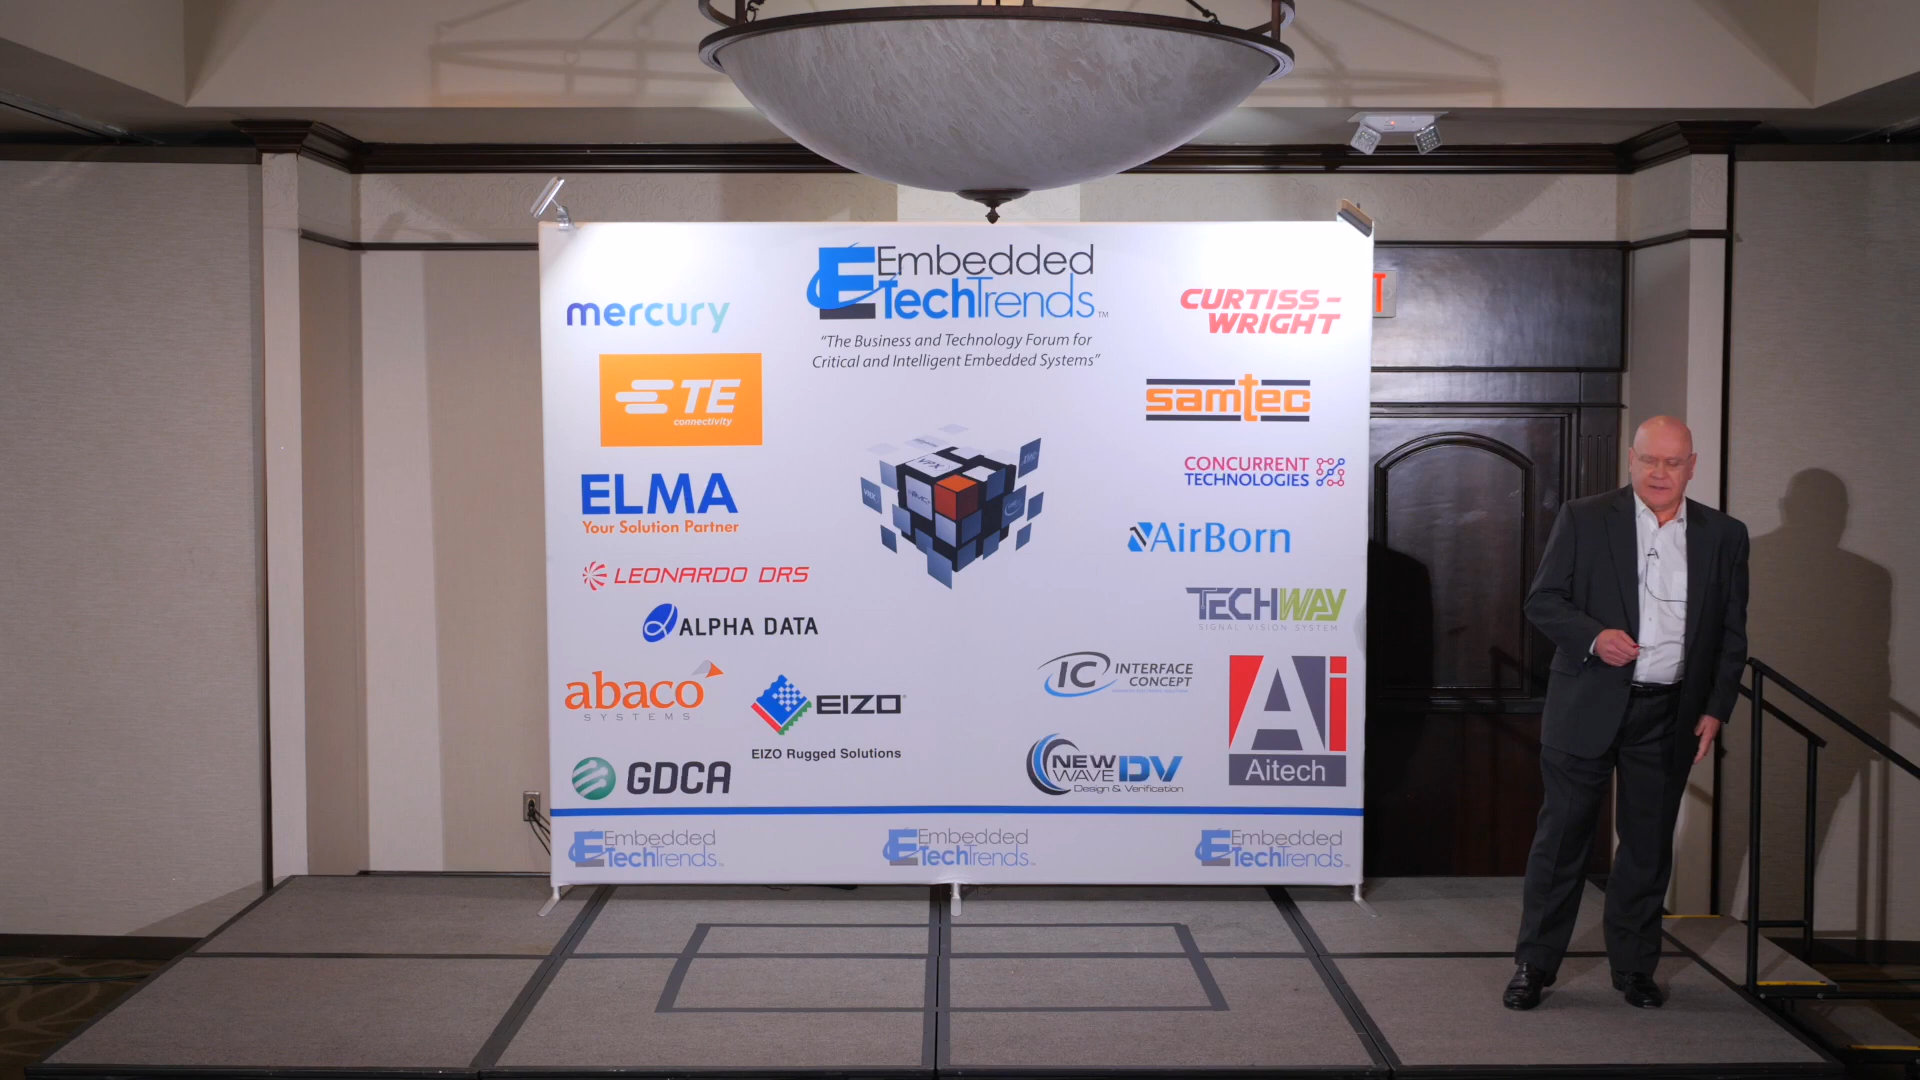 Embedded
TechTrends™
"The Business and Technology Forum for
Critical and Intelligent Embedded Systems"
mercury
TE
connectivity
ELMA
Your Solution Partner
LEONARDO DRS
ALPHA DATA
abaco
SYSTEMS
EIZO
EIZO Rugged Solutions
GDCA
VPX
CURTISS-
WRIGHT
samtec
CONCURRENT
TECHNOLOGIES
AirBorn
TECHWAY
SIGNAL VISION SYSTEM
IC INTERFACE
CONCEPT
Ai
Aitech
NEW
WAVE DV
Design & Verification
Embedded
TechTrends
Embedded
TechTrends
Embedded
TechTrends
T